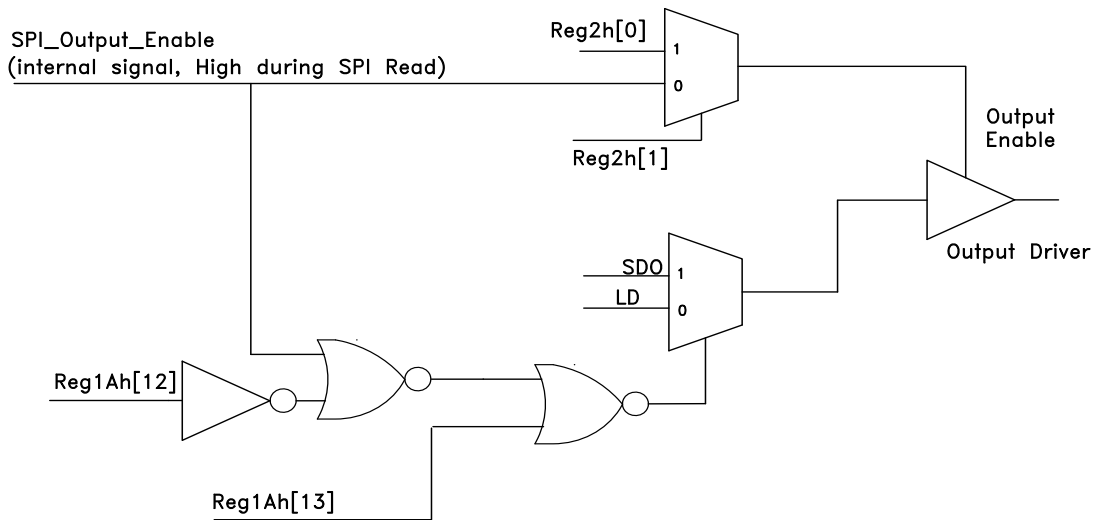 SPI_Output_Enable
(internal signal, High during SPI Read)
Reg2h[0]
1
0
Reg2h[1]
Output
Enable
Output Driver
SDO
1
LD
0
Reg1Ah[12]
Reg1Ah[13]